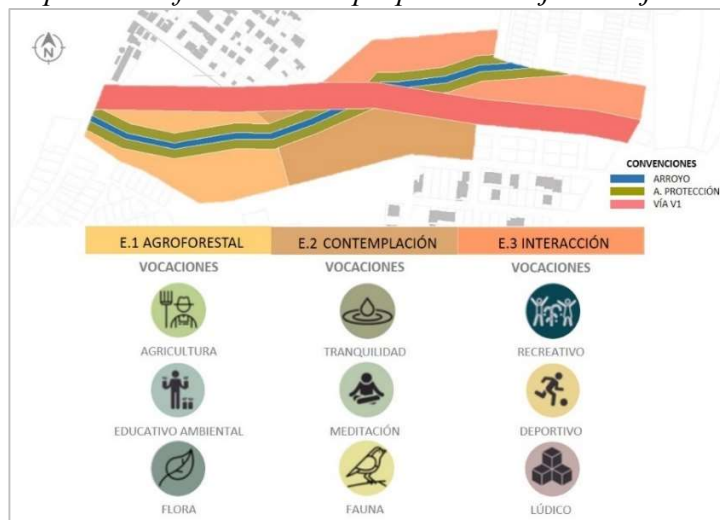 N
CONVENCIONES
ARROYO
A. PROTECCIÓN
VÍA V1
E.1 AGROFORESTAL
E.2 CONTEMPLACIÓN
E.3 INTERACCIÓN
VOCACIONES
VOCACIONES
VOCACIONES
AGRICULTURA
TRANQUILIDAD
RECREATIVO
EDUCATIVO AMBIENTAL
MEDITACIÓN
DEPORTIVO
FLORA
FAUNA
LÚDICO